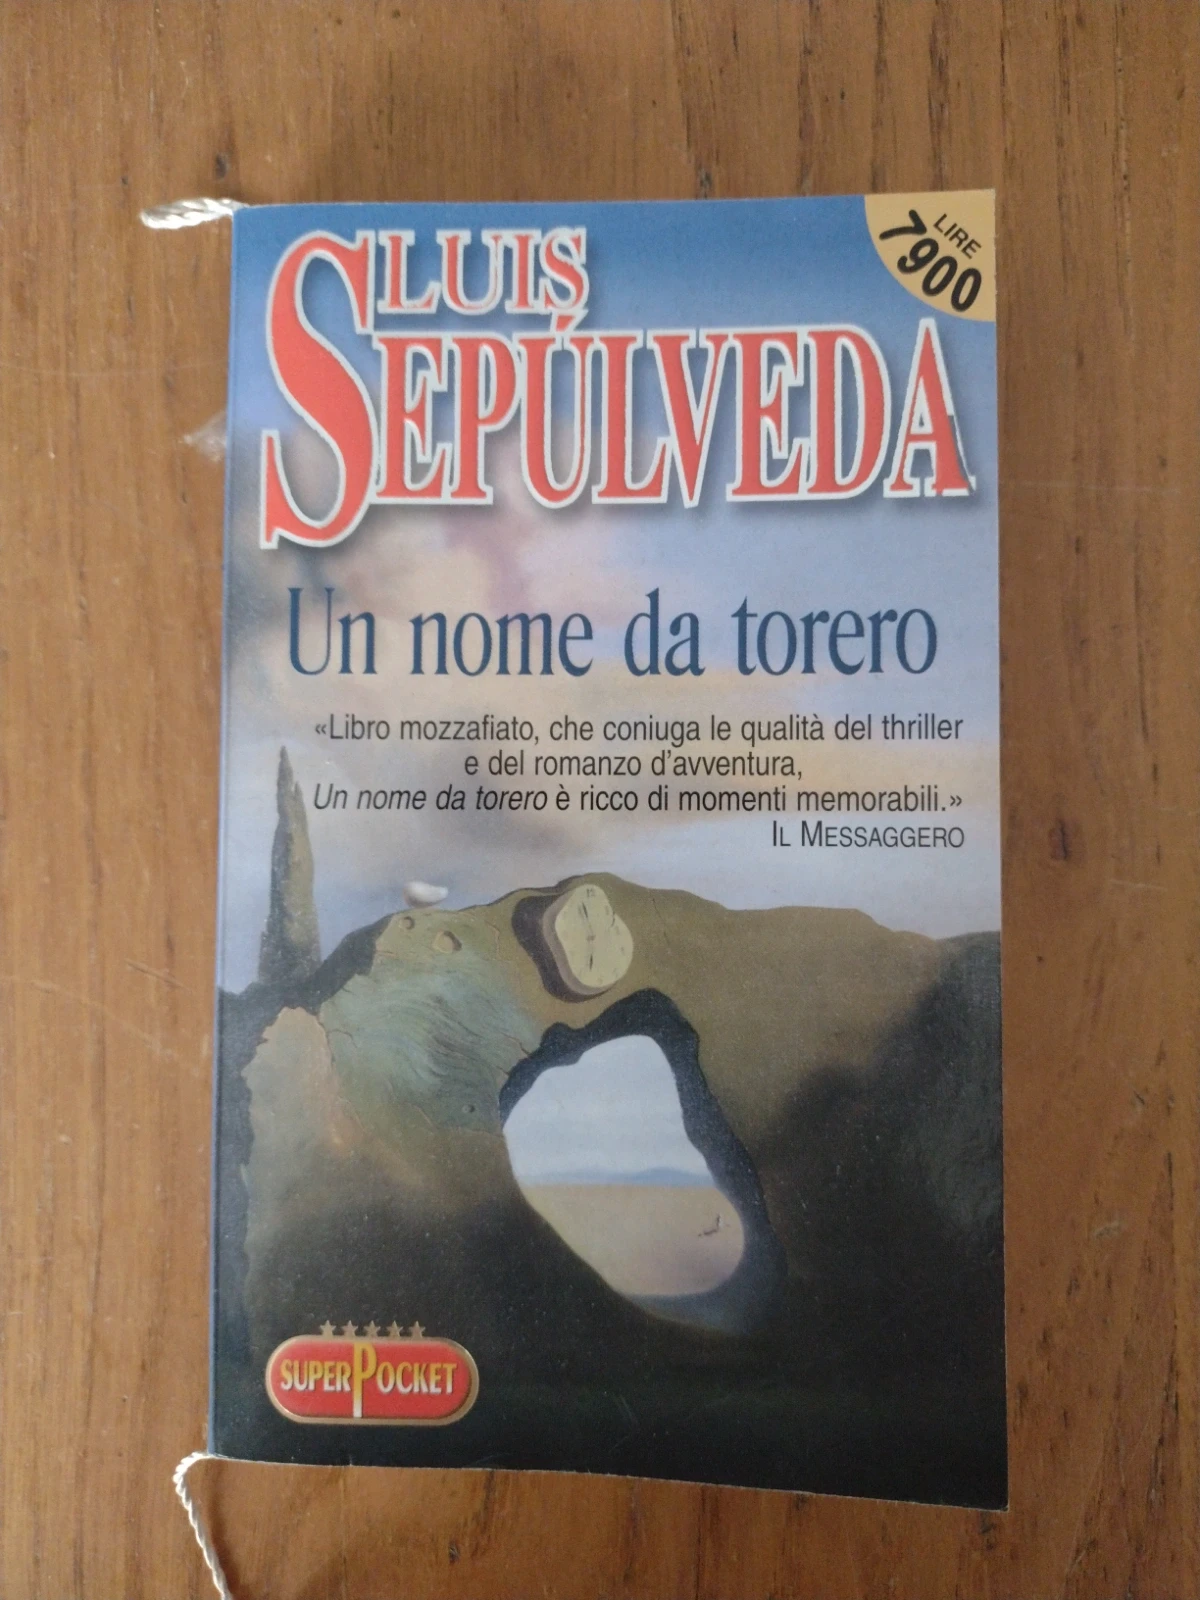 LIRE
7900
LUIS
SEPÚLVEDA
Un nome da torero
«Libro mozzafiato, che coniuga le qualità del thriller
e del romanzo d'avventura,
Un nome da torero è ricco di momenti memorabili.»
IL MESSAGGERO
SUPERPOCKET